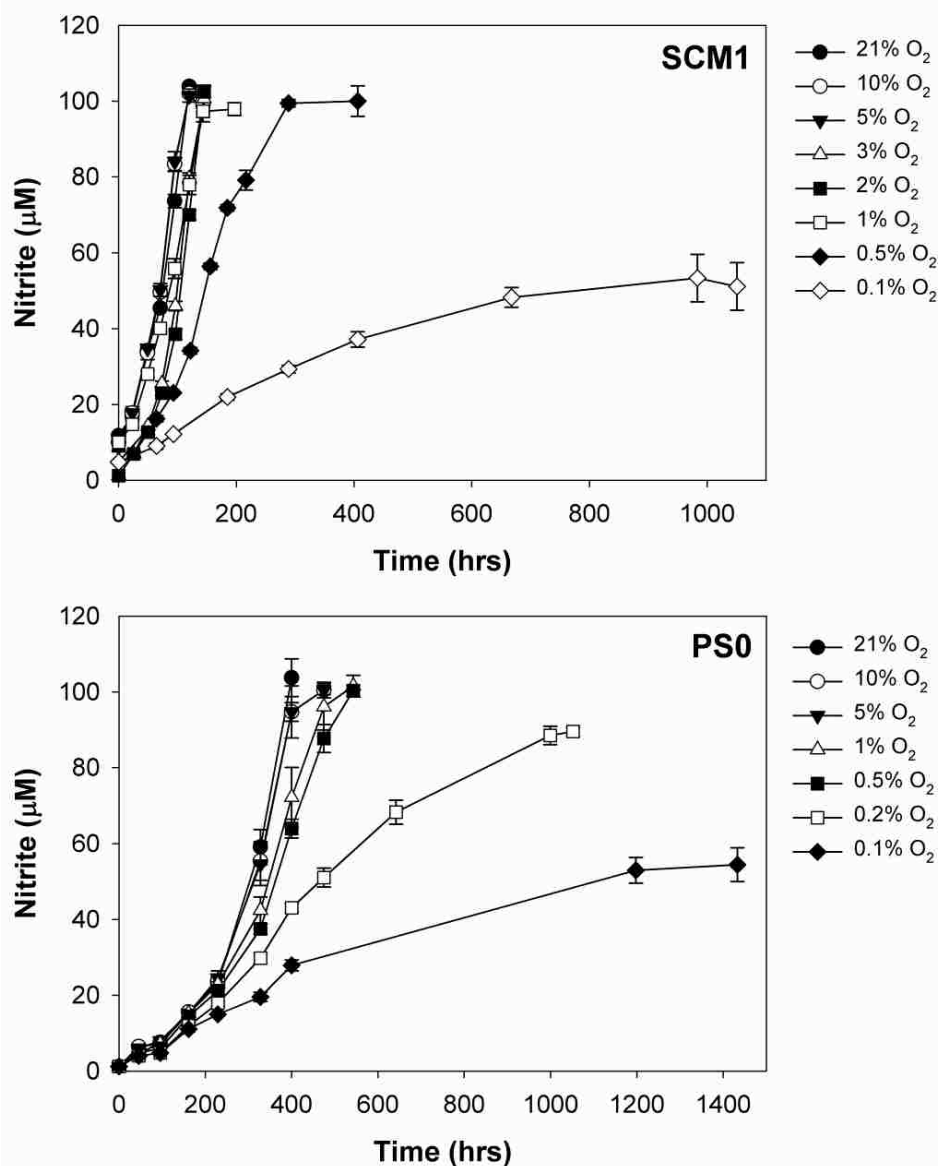 SCM1
120
100
80
60
40
20
0
Nitrite (μM)
0 200 400 600 800 1000
Time (hrs)
21% O₂
10% O₂
5% O₂
3% O₂
2% O₂
1% O₂
0.5% O₂
0.1% O₂
PS0
120
100
80
60
40
20
0
Nitrite (μM)
0 200 400 600 800 1000 1200 1400
Time (hrs)
21% O₂
10% O₂
5% O₂
1% O₂
0.5% O₂
0.2% O₂
0.1% O₂